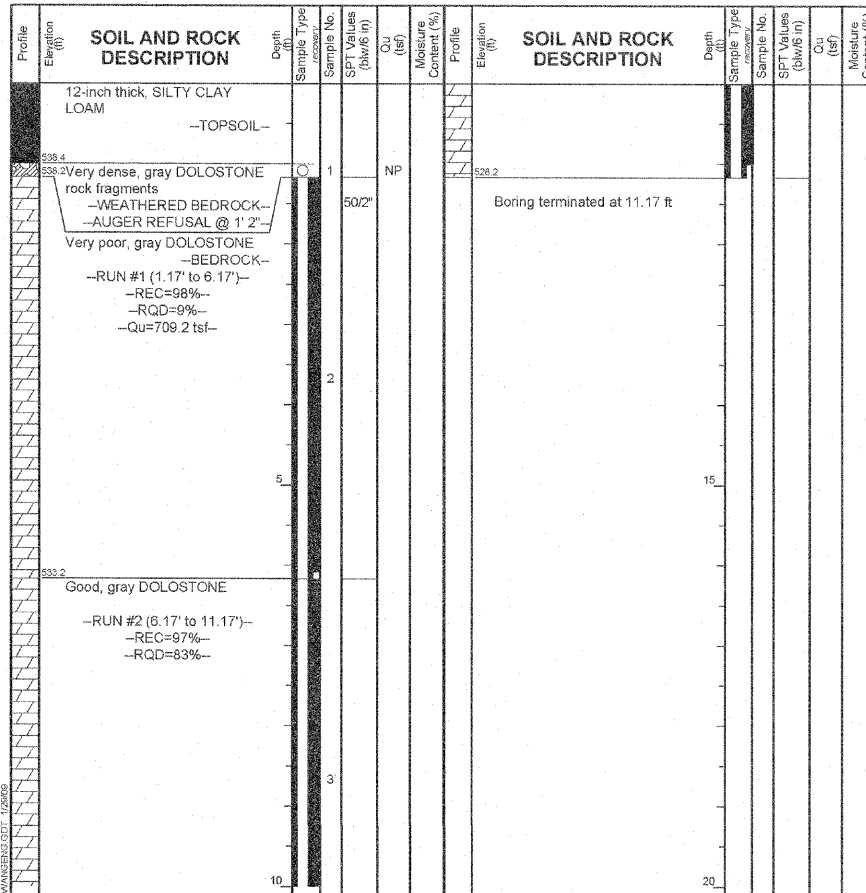 Profile
Elevation
(ft)
SOIL AND ROCK
DESCRIPTION
Depth
(ft)
Sample Type
recovery
Sample No.
SPT Values
(blw/6 in)
Qu
(tsf)
Moisture
Content (%)
Profile
Elevation
(ft)
SOIL AND ROCK
DESCRIPTION
Depth
(ft)
Sample Type
recovery
Sample No.
SPT Values
(blw/6 in)
Qu
(tsf)
Moisture
Content (%)
12-inch thick, SILTY CLAY
LOAM
--TOPSOIL--
538.4
538.2
Very dense, gray DOLOSTONE
rock fragments
--WEATHERED BEDROCK--
--AUGER REFUSAL @ 1' 2"--
1
NP
50/2"
Very poor, gray DOLOSTONE
--BEDROCK--
--RUN #1 (1.17' to 6.17')--
--REC=98%--
--RQD=9%--
--Qu=709.2 tsf--
2
5
533.2
Good, gray DOLOSTONE
--RUN #2 (6.17' to 11.17')--
--REC=97%--
--RQD=83%--
3
10
528.2
Boring terminated at 11.17 ft
15
20
WANGENG.GDT 1/29/09